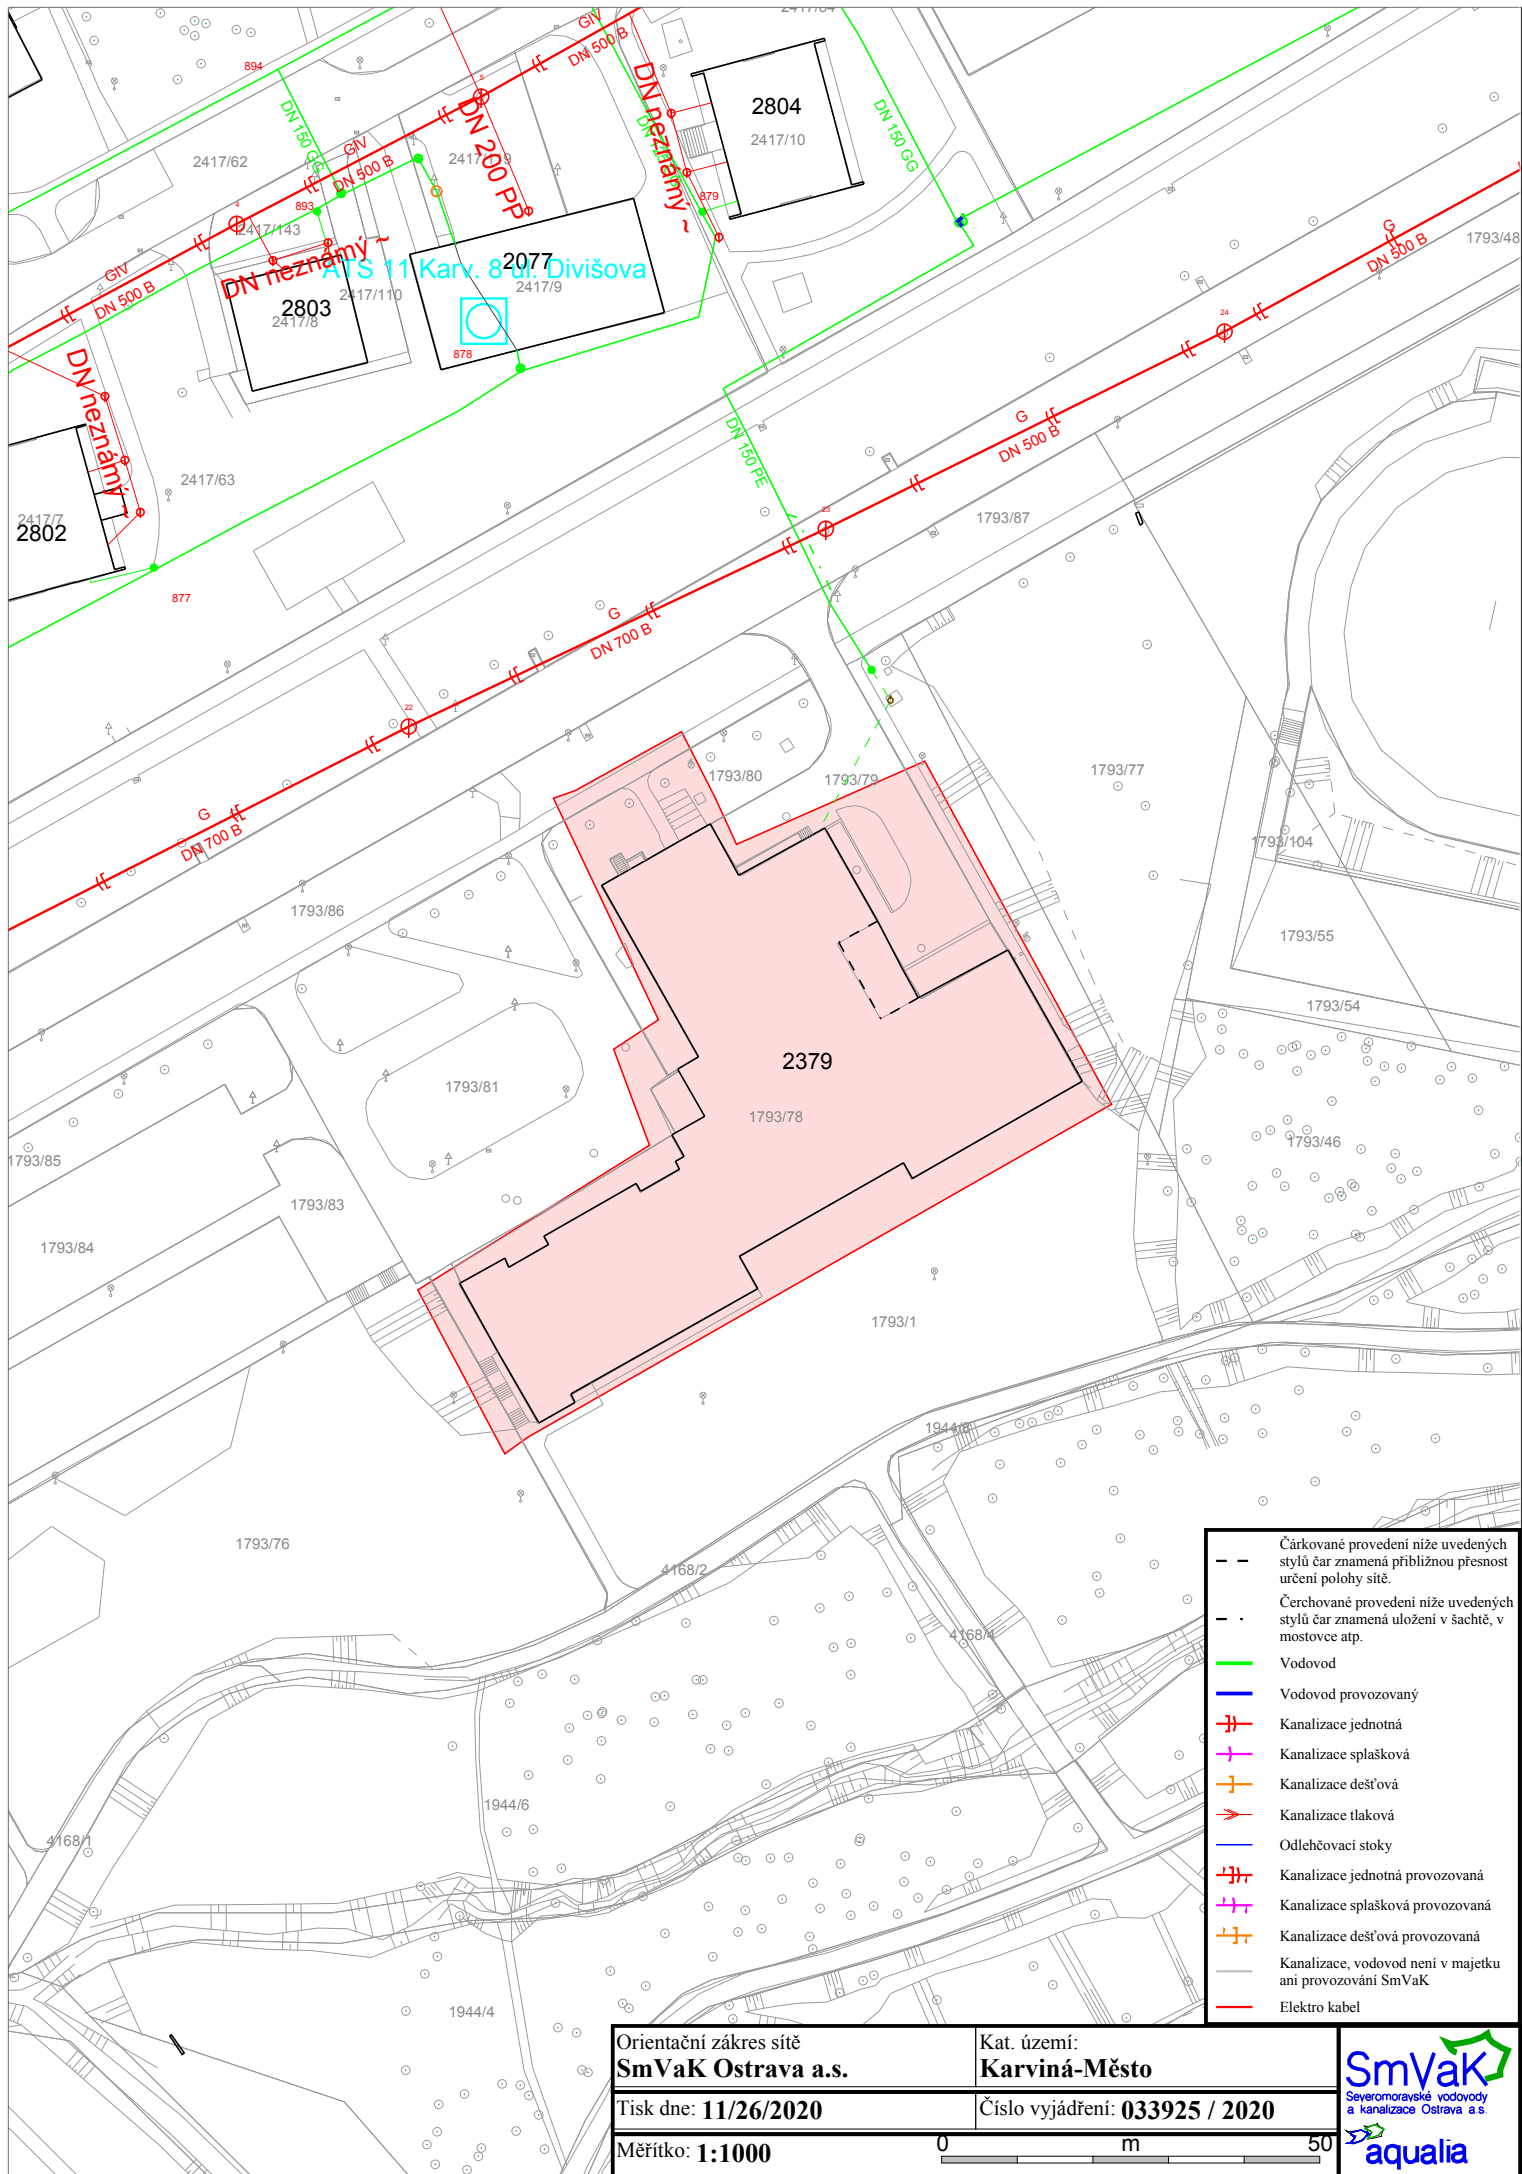 2417/64
GIV
DN 500 B
894
5
DN neznámý ~
2804
2417/10
DN 150 GG
DN 150 GG
DN 200 PP
2417/62
GIV
DN 500 B
893
4
2417/143
879
1793/48
G
DN 500 B
DN neznámý ~
ATS 11 Karv. 8 ul. Divišova
2077
2417/9
2417/110
2803
2417/8
GIV
DN 500 B
24
878
DN neznámý ~
G
DN 500 B
DN 150 PE
2417/63
2417/7
2802
23
1793/87
877
G
DN 700 B
22
1793/80
1793/79
1793/77
G
DN 700 B
1793/104
1793/86
1793/55
1793/54
2379
1793/81
1793/78
1793/46
1793/85
1793/83
1793/84
1793/1
1944/8
1793/76
4168/2
4168/4
1944/6
4168/1
1944/4
Čárkované provedení níže uvedených
stylů čar znamená přibližnou přesnost
určení polohy sítě.
Čerchované provedení níže uvedených
stylů čar znamená uložení v šachtě, v
mostovce atp.
Vodovod
Vodovod provozovaný
Kanalizace jednotná
Kanalizace splašková
Kanalizace dešťová
Kanalizace tlaková
Odlehčovací stoky
Kanalizace jednotná provozovaná
Kanalizace splašková provozovaná
Kanalizace dešťová provozovaná
Kanalizace, vodovod není v majetku
ani provozování SmVaK
Elektro kabel
Orientační zákres sítě
SmVaK Ostrava a.s.
Kat. území:
Karviná-Město
Tisk dne: 11/26/2020
Číslo vyjádření: 033925 / 2020
Měřítko: 1:1000
0 m 50
SmVaK
Severomoravské vodovody
a kanalizace Ostrava a.s.
aqualia